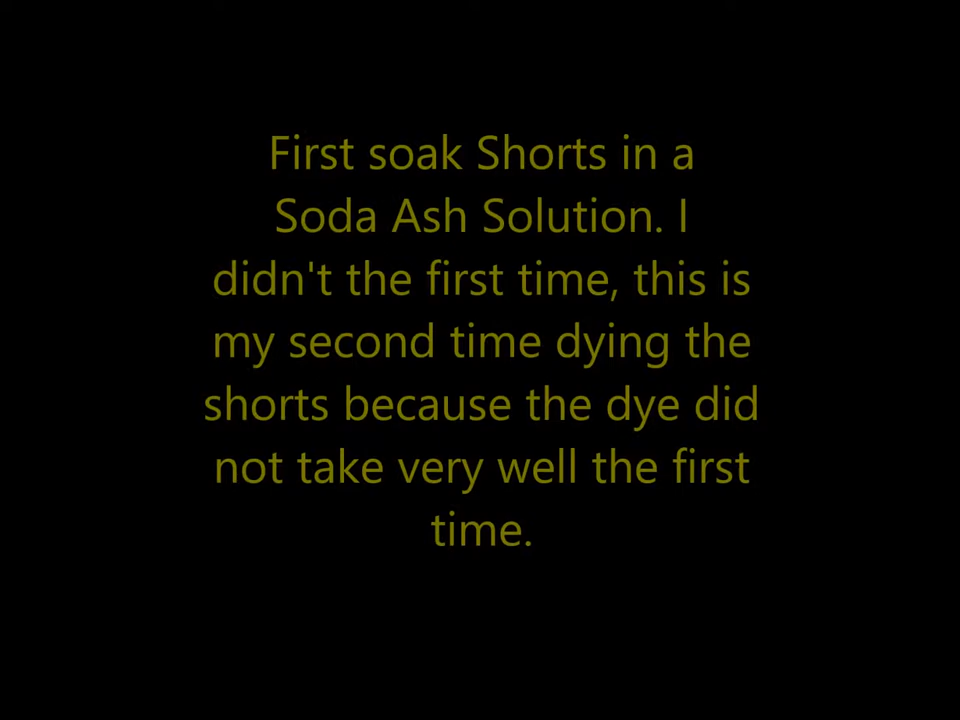 First soak Shorts in a
Soda Ash Solution. I
didn't the first time, this is
my second time dying the
shorts because the dye did
not take very well the first
time.